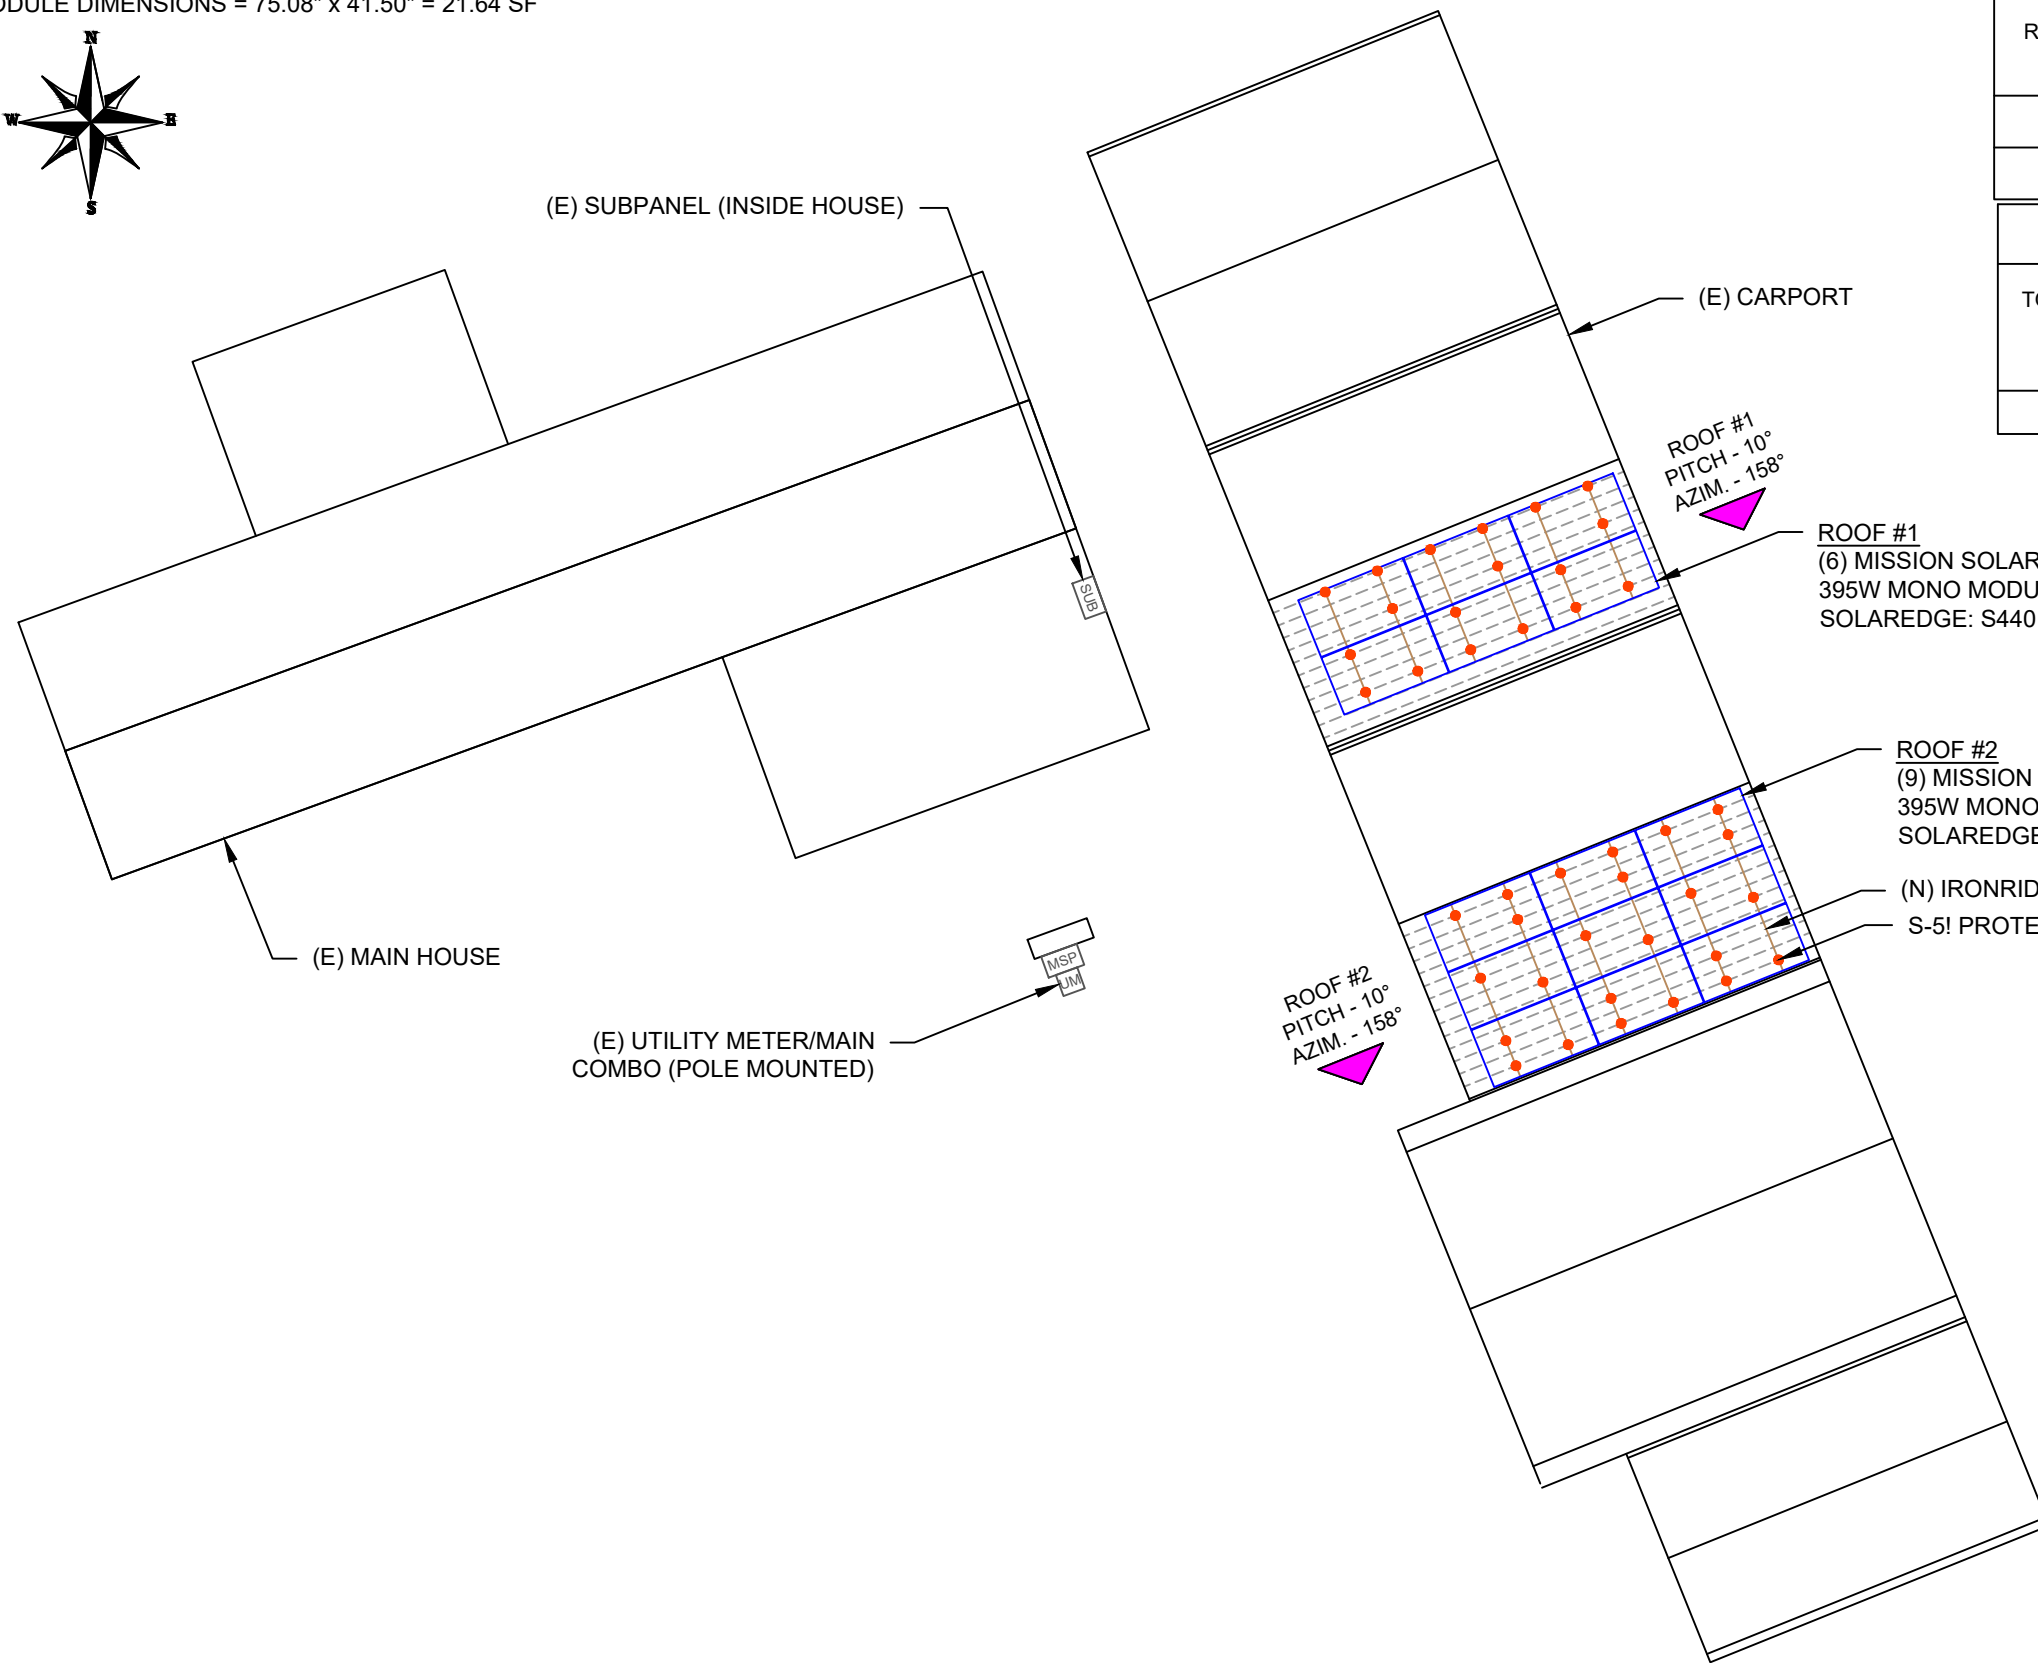 MODULE DIMENSIONS = 75.08" x 41.50" = 21.64 SF
N
W E
S
(E) SUBPANEL (INSIDE HOUSE)
(E) CARPORT
ROOF #1
PITCH - 10°
AZIM. - 158°
ROOF #1
(6) MISSION SOLAR
395W MONO MODU
SOLAREDGE: S440
SUB
ROOF #2
(9) MISSION
395W MONO
SOLAREDGE
(N) IRONRID
S-5! PROTE
(E) MAIN HOUSE
MSP
UM
ROOF #2
PITCH - 10°
AZIM. - 158°
(E) UTILITY METER/MAIN
COMBO (POLE MOUNTED)